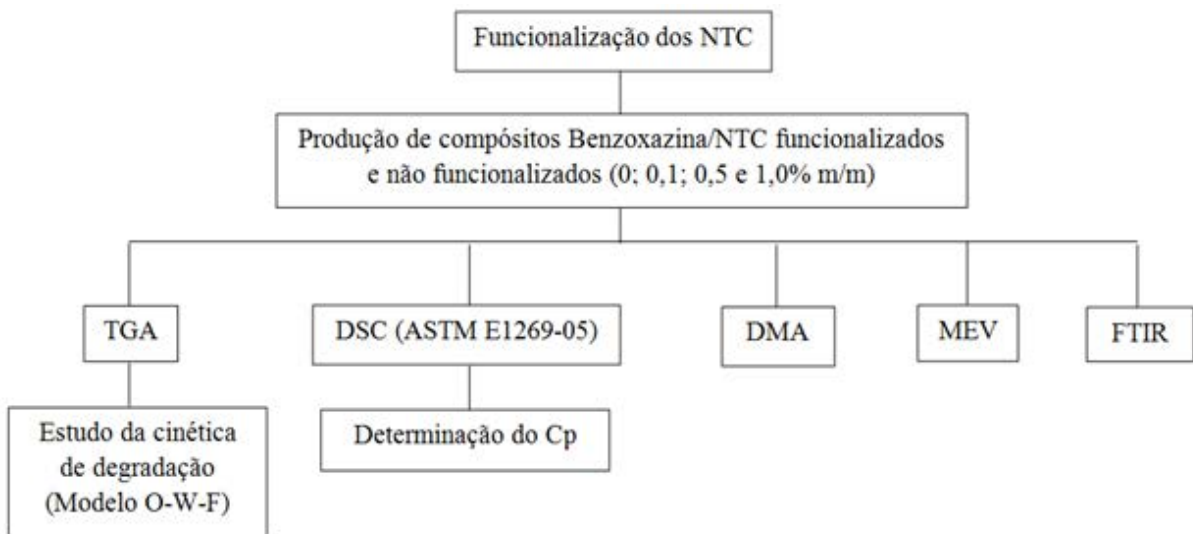 Funcionalização dos NTC
Produção de compósitos Benzoxazina/NTC funcionalizados
e não funcionalizados (0; 0,1; 0,5 e 1,0% m/m)
TGA
DSC (ASTM E1269-05)
DMA
MEV
FTIR
Estudo da cinética
de degradação
(Modelo O-W-F)
Determinação do Cp